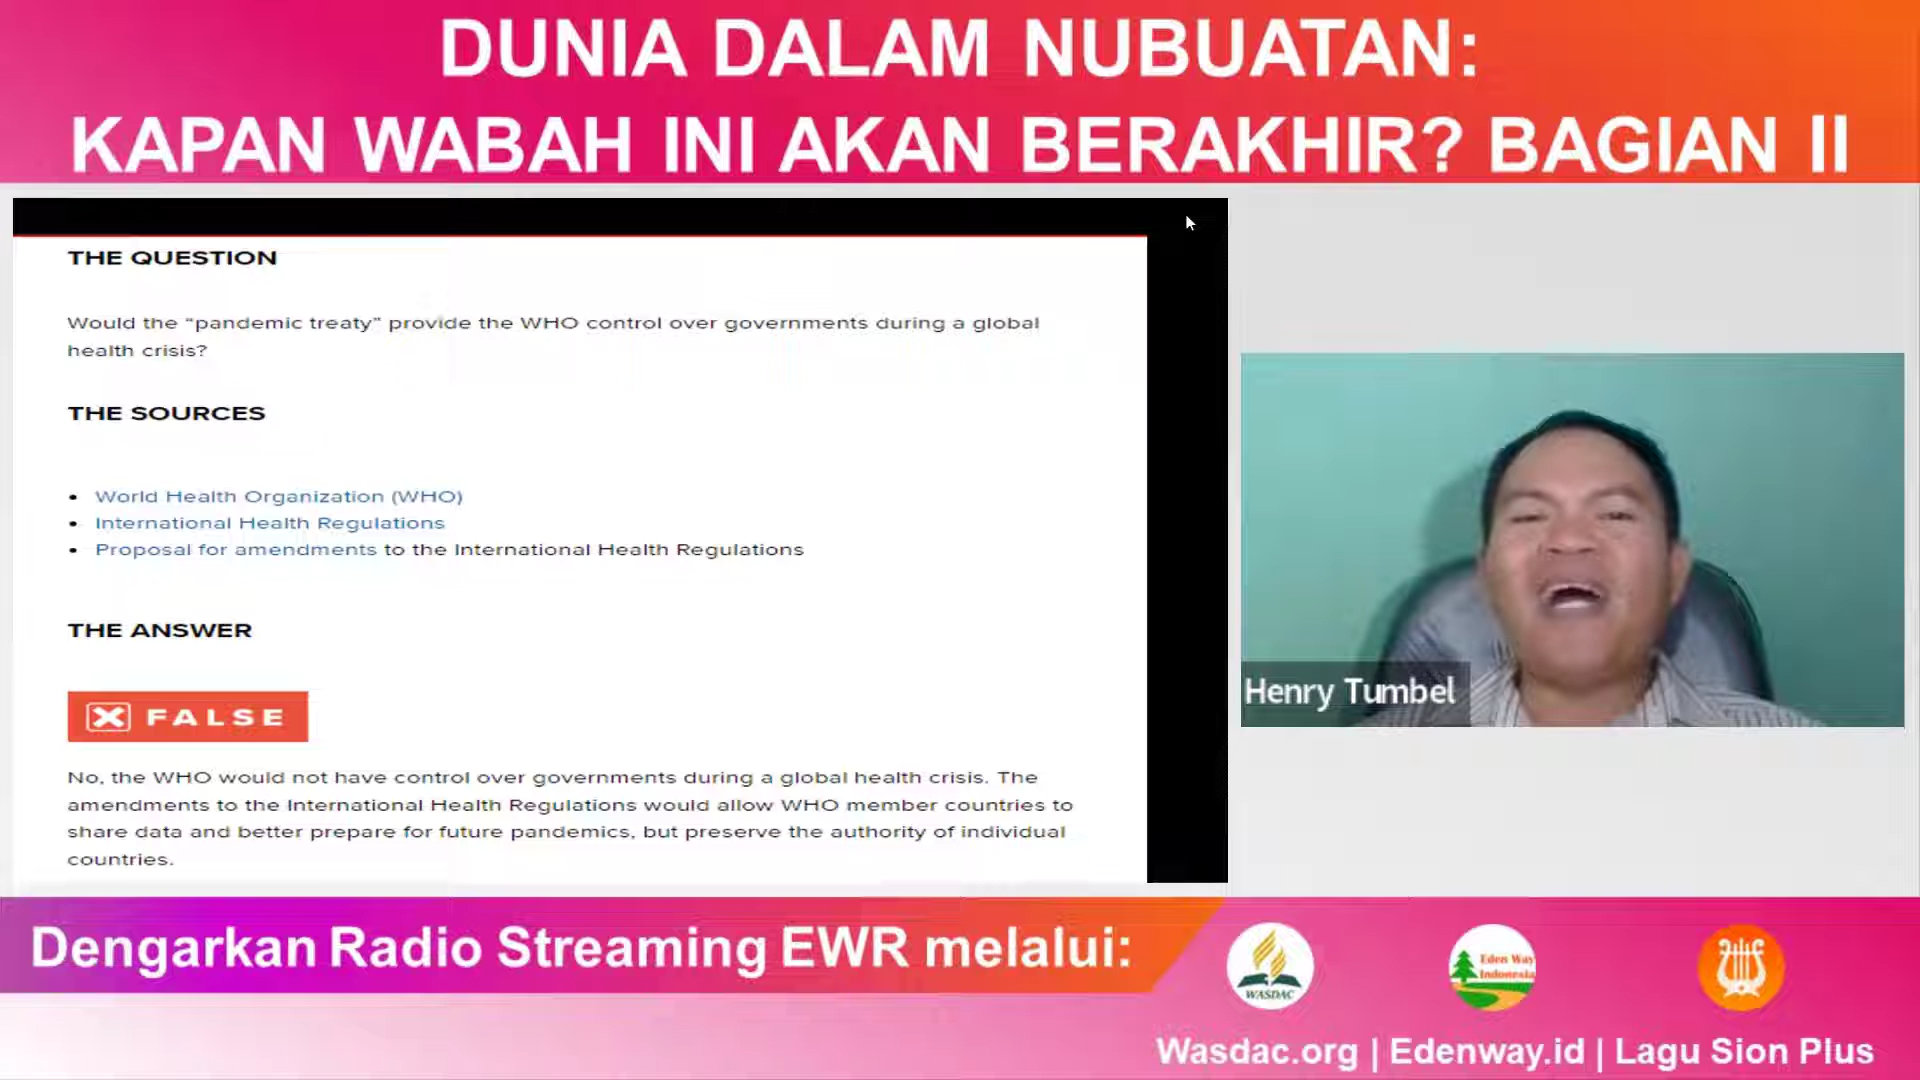 DUNIA DALAM NUBUATAN:
KAPAN WABAH INI AKAN BERAKHIR? BAGIAN II
THE QUESTION
Would the “pandemic treaty” provide the WHO control over governments during a global
health crisis?
THE SOURCES
• World Health Organization (WHO)
• International Health Regulations
• Proposal for amendments to the International Health Regulations
THE ANSWER
FALSE
No, the WHO would not have control over governments during a global health crisis. The
amendments to the International Health Regulations would allow WHO member countries to
share data and better prepare for future pandemics, but preserve the authority of individual
countries.
Henry Tumbel
Dengarkan Radio Streaming EWR melalui:
WASDAC
Eden Way
Indonesia
Wasdac.org | Edenway.id | Lagu Sion Plus